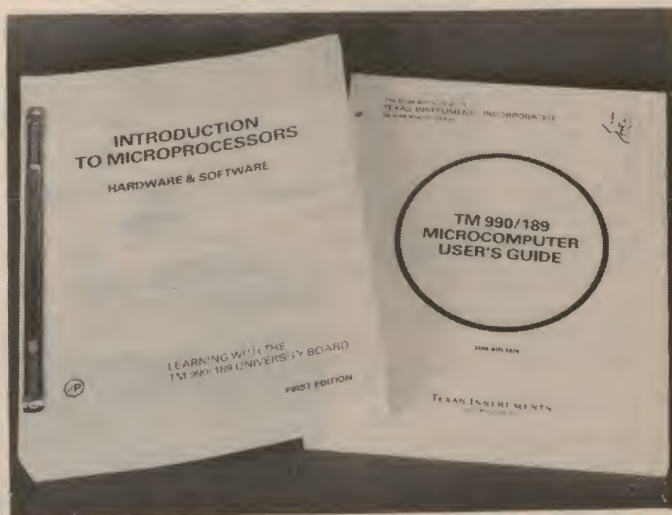 INTRODUCTION
TO MICROPROCESSORS
HARDWARE & SOFTWARE
LEARNING WITH THE
TM 990/189 UNIVERSITY BOARD
FIRST EDITION
TEXAS INSTRUMENTS INCORPORATED
TM 990/189
MICROCOMPUTER
USER'S GUIDE
TEXAS INSTRUMENTS